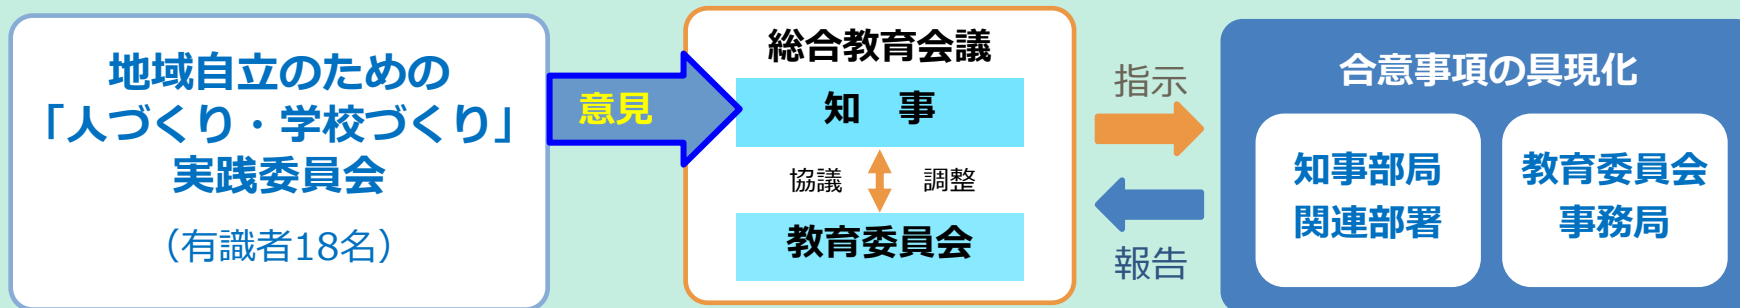 地域自立のための
「人づくり・学校づくり」
実践委員会
（有識者18名）
意見
総合教育会議
知　事
協議　調整
教育委員会
指示
報告
合意事項の具現化
知事部局
関連部署
教育委員会
事務局